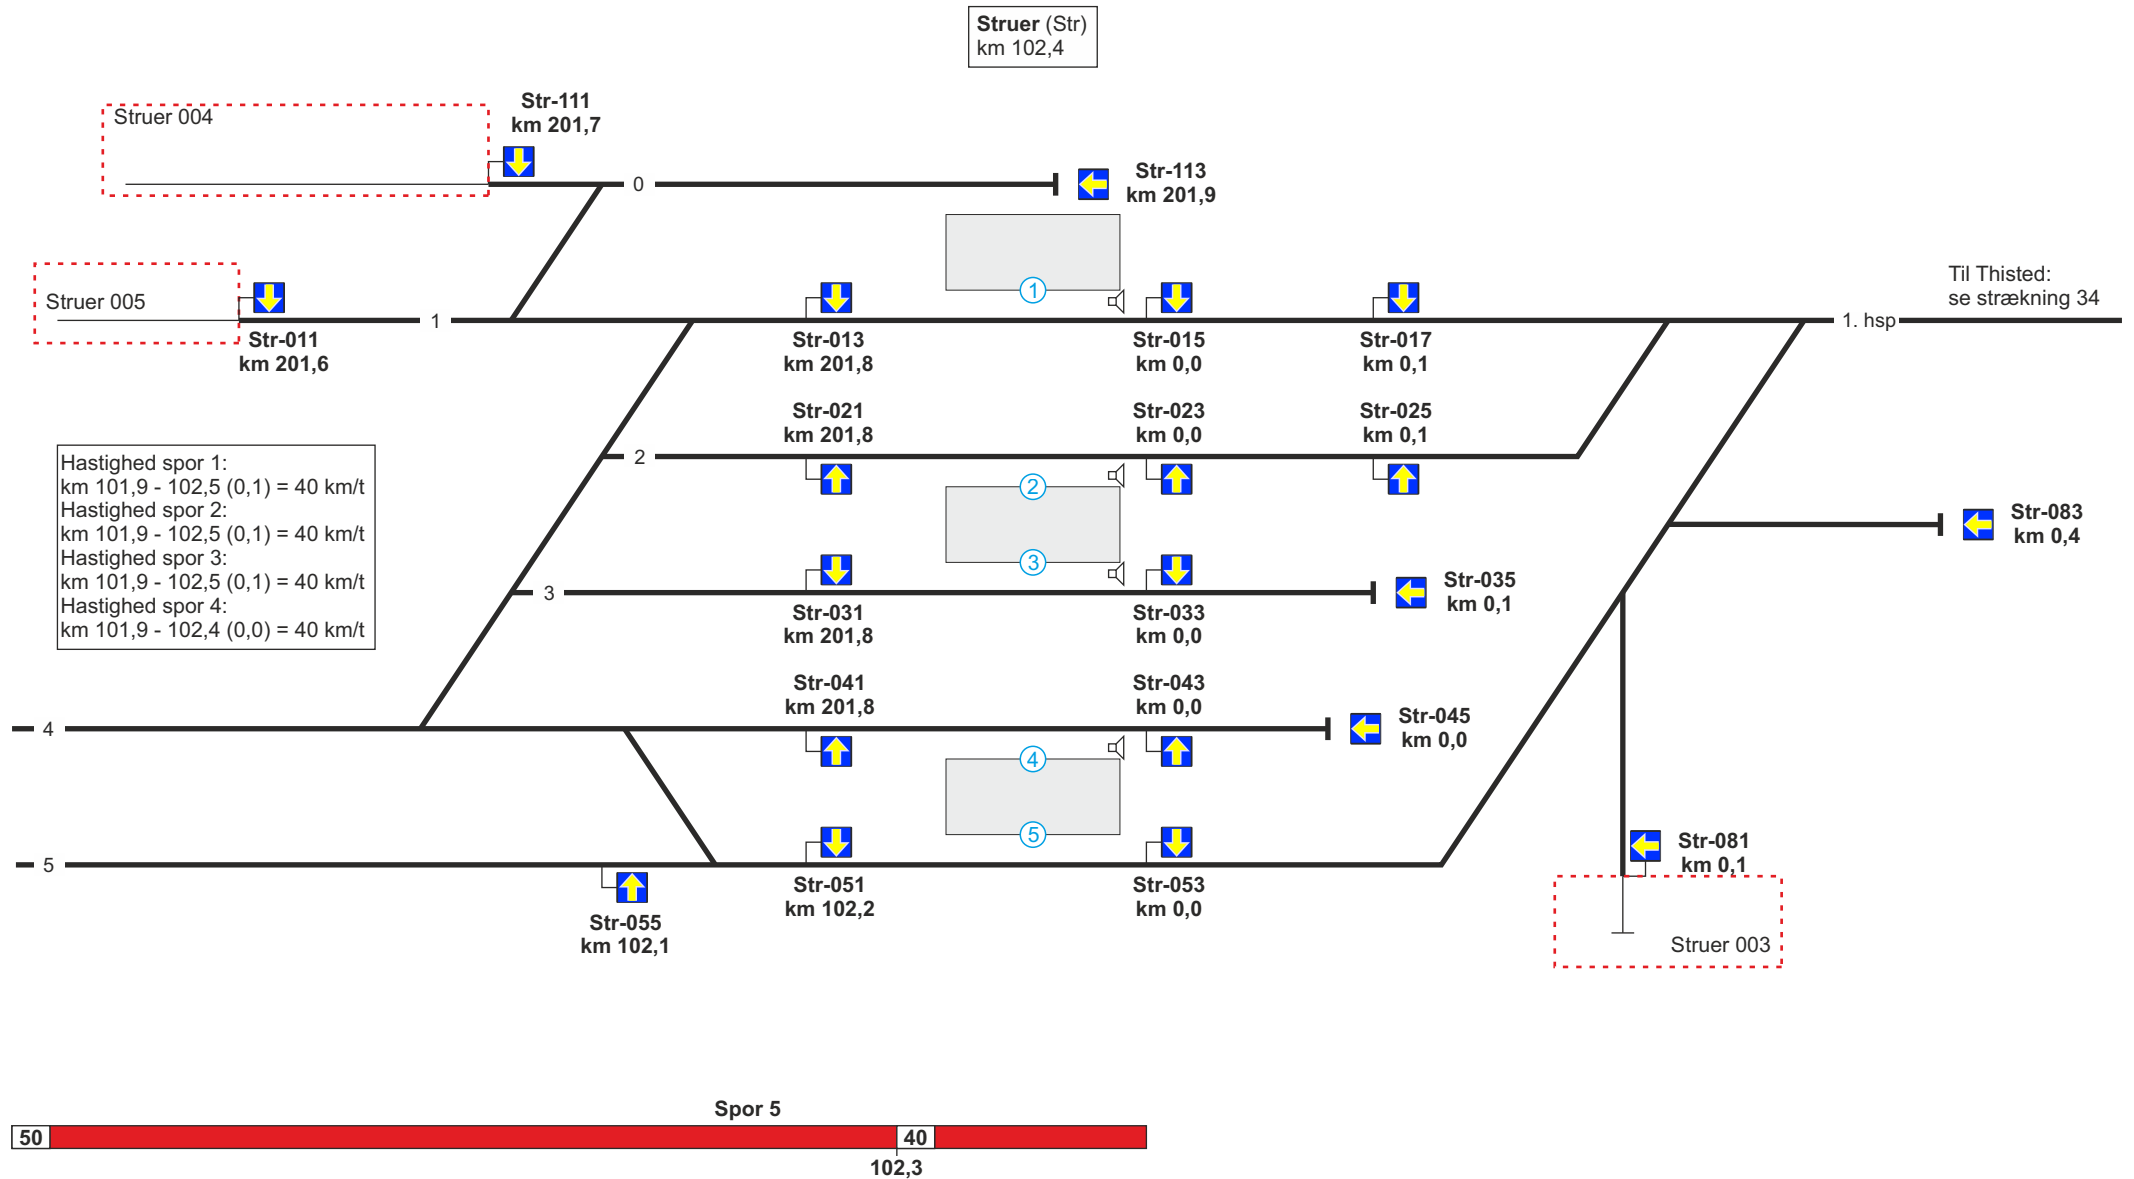 Struer (Str)
km 102,4
Str-111
km 201,7
Struer 004
0
Str-113
km 201,9
Struer 005
Str-011
km 201,6
1
1
Str-013
km 201,8
Str-015
km 0,0
Str-017
km 0,1
1. hsp
Til Thisted:
se strækning 34
Hastighed spor 1:
km 101,9 - 102,5 (0,1) = 40 km/t
Hastighed spor 2:
km 101,9 - 102,5 (0,1) = 40 km/t
Hastighed spor 3:
km 101,9 - 102,5 (0,1) = 40 km/t
Hastighed spor 4:
km 101,9 - 102,4 (0,0) = 40 km/t
Str-021
km 201,8
Str-023
km 0,0
Str-025
km 0,1
2
2
3
3
Str-031
km 201,8
Str-033
km 0,0
Str-035
km 0,1
Str-083
km 0,4
Str-041
km 201,8
Str-043
km 0,0
Str-045
km 0,0
4
4
5
5
Str-055
km 102,1
Str-051
km 102,2
Str-053
km 0,0
Str-081
km 0,1
Struer 003
Spor 5
50
40
102,3